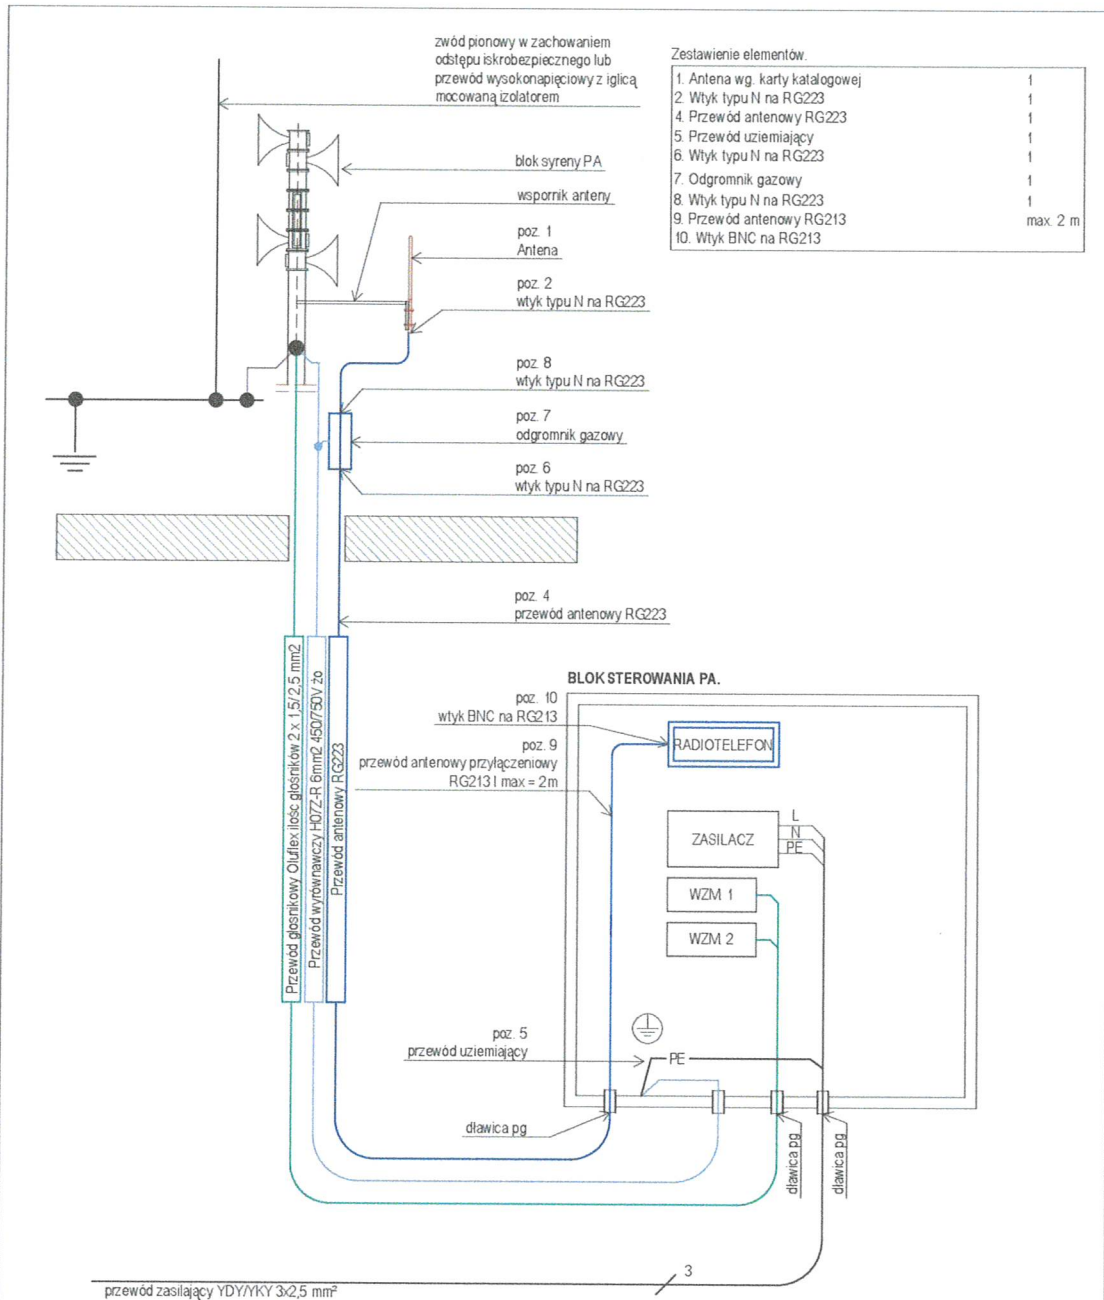 zwód pionowy w zachowaniem
odstępu iskrobezpiecznego lub
przewód wysokonapięciowy z iglicą
mocowaną izolatorem
Zestawienie elementów.
1. Antena wg. karty katalogowej 1
2. Wtyk typu N na RG223 1
4. Przewód antenowy RG223 1
5. Przewód uziemiający 1
6. Wtyk typu N na RG223 1
7. Odgromnik gazowy 1
8. Wtyk typu N na RG223 1
9. Przewód antenowy RG213 max. 2 m
10. Wtyk BNC na RG213
blok syreny PA
wspornik anteny
poz. 1
Antena
poz. 2
wtyk typu N na RG223
poz. 8
wtyk typu N na RG223
poz. 7
odgromnik gazowy
poz. 6
wtyk typu N na RG223
poz. 4
przewód antenowy RG223
Przewód głośnikowy Oluflex ilość głośników 2 x 1,5/2,5 mm2
Przewód wyrównawczy H07Z-R 6mm2 450/750V żo
Przewód antenowy RG223
BLOK STEROWANIA PA.
poz. 10
wtyk BNC na RG213
poz. 9
przewód antenowy przyłączeniowy
RG213 l max = 2m
RADIOTELEFON
ZASILACZ
L
N
PE
WZM. 1
WZM. 2
poz. 5
przewód uziemiający
PE
dławica pg
dławica pg
dławica pg
3
przewód zasilający YDY/YKY 3x2,5 mm²